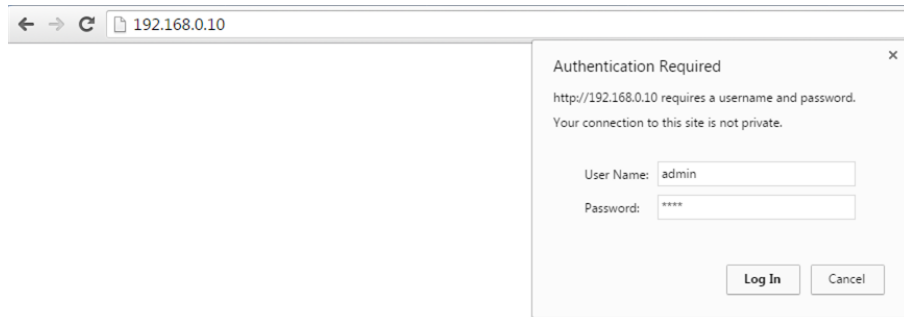 192.168.0.10
Authentication Required
http://192.168.0.10 requires a username and password.
Your connection to this site is not private.
User Name: admin
Password: ****
Log In Cancel